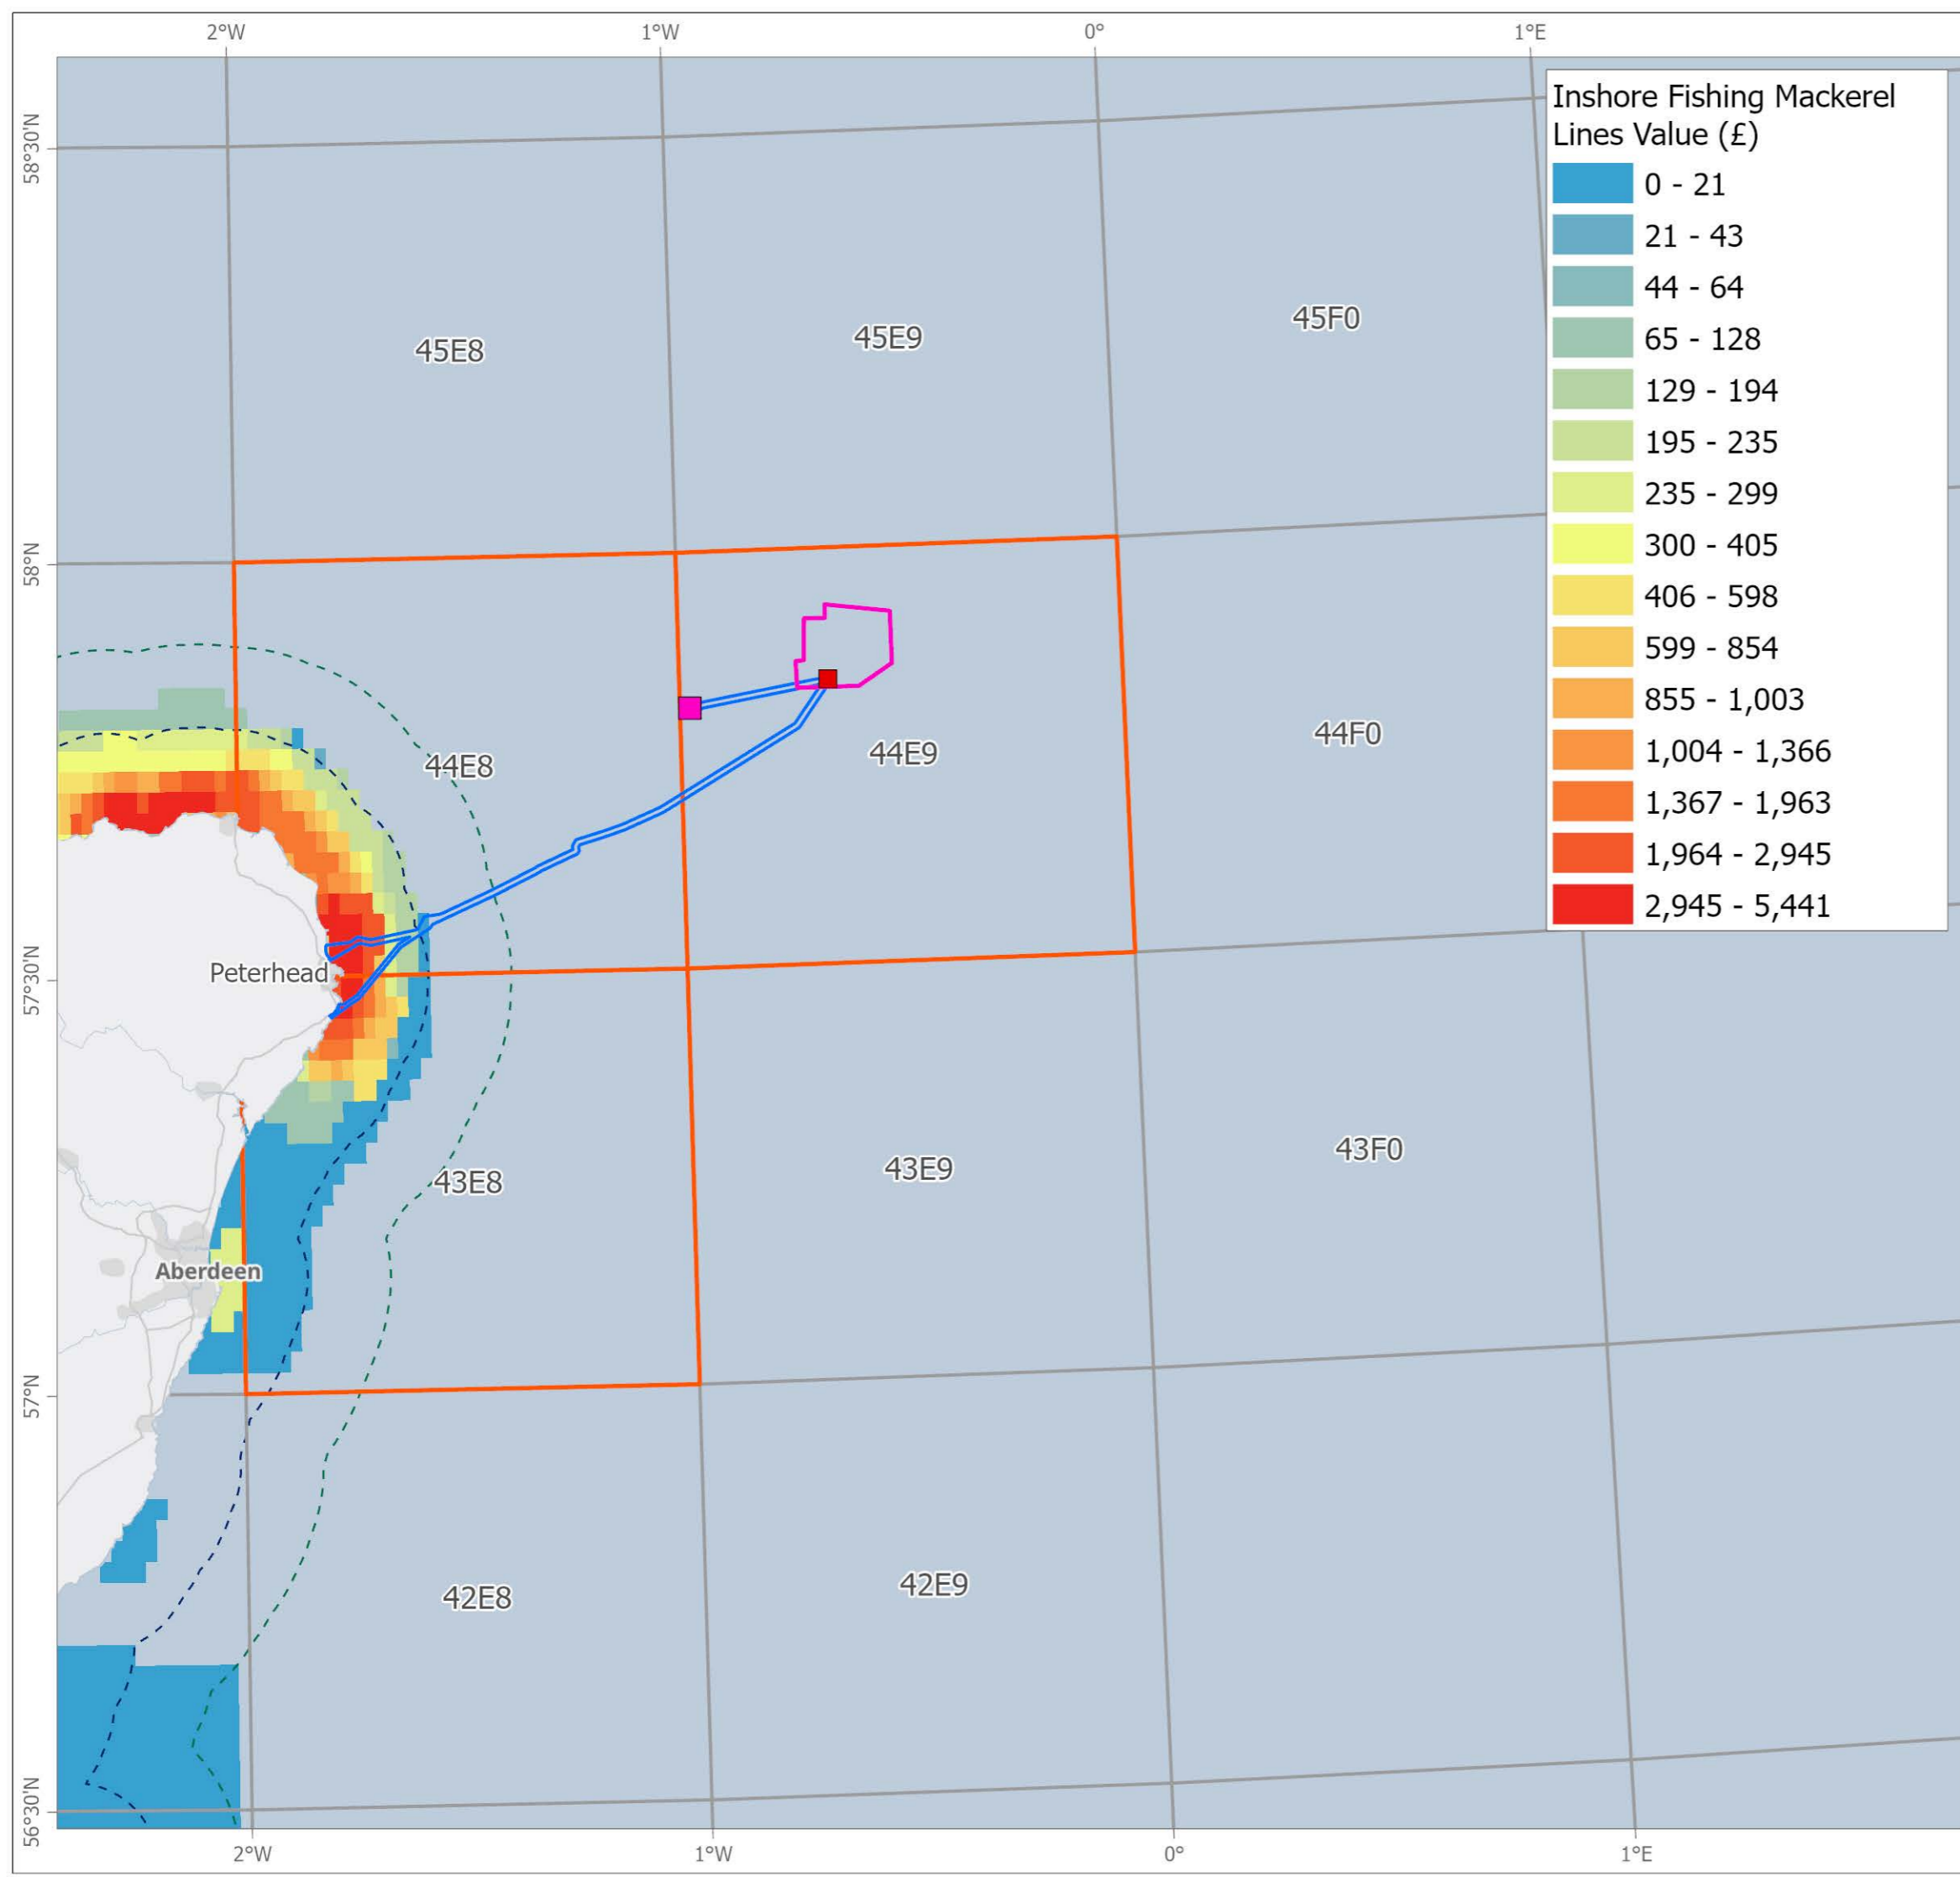 2°W 1°W 0° 1°E
58°30'N
58°N
57°30'N
57°N
56°30'N
Inshore Fishing Mackerel
Lines Value (£)
0 - 21
21 - 43
44 - 64
65 - 128
129 - 194
195 - 235
235 - 299
300 - 405
406 - 598
599 - 854
855 - 1,003
1,004 - 1,366
1,367 - 1,963
1,964 - 2,945
2,945 - 5,441
45E8 45E9 45F0
44E8 44E9 44F0
Peterhead
43E8 43E9 43F0
Aberdeen
42E8 42E9
2°W 1°W 0° 1°E